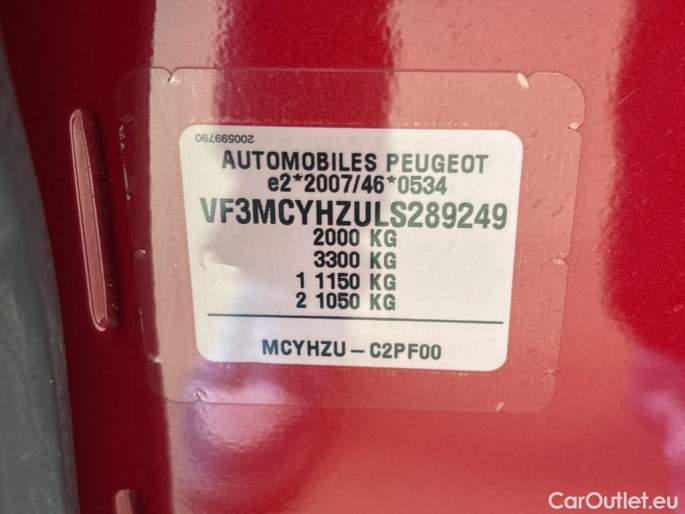 200599790
AUTOMOBILES PEUGEOT
e2*2007/46*0534
VF3MCYHZULS289249
2000 KG
3300 KG
1 1150 KG
2 1050 KG
MCYHZU – C2PF00
CarOutlet.eu